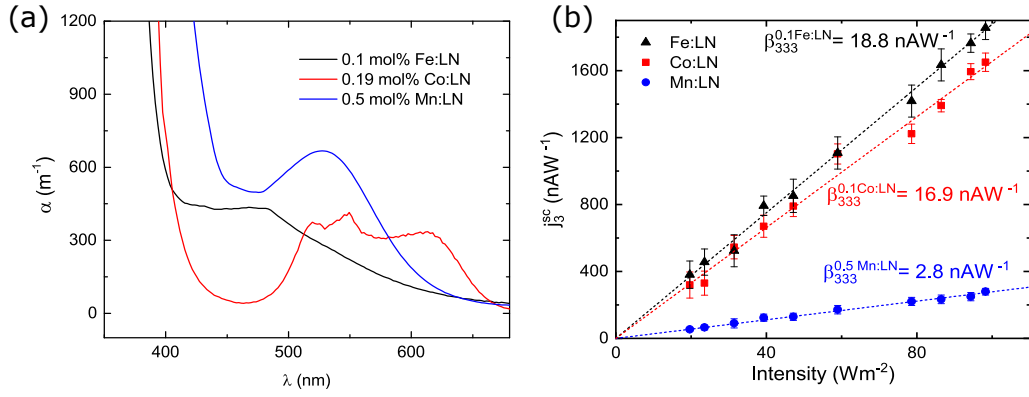 (a)
1200
900
600
300
0
α (m⁻¹)
400
500
600
λ (nm)
0.1 mol% Fe:LN
0.19 mol% Co:LN
0.5 mol% Mn:LN
(b)
1600
1200
800
400
0
j₃ˢᶜ (nAW⁻¹)
0
40
80
Intensity (Wm⁻²)
Fe:LN
Co:LN
Mn:LN
β₃₃₃^0.1Fe:LN = 18.8 nAW⁻¹
β₃₃₃^0.1Co:LN = 16.9 nAW⁻¹
β₃₃₃^0.5 Mn:LN = 2.8 nAW⁻¹